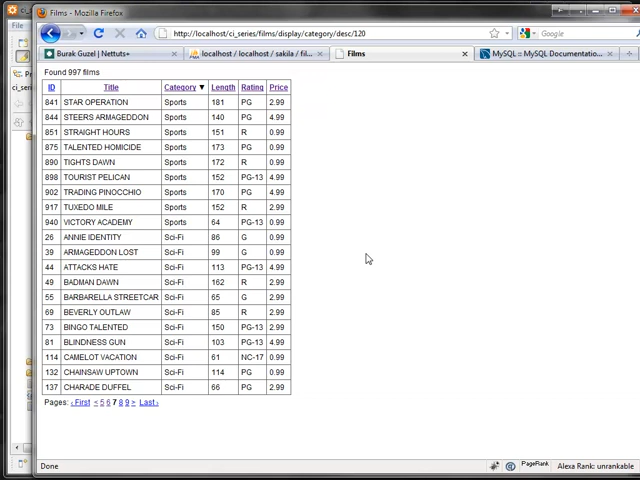 Films - Mozilla Firefox
File
http://localhost/ci_series/films/display/category/desc/120
Google
Burak Guzel | Nettuts+
localhost / localhost / sakila / fil...
Films
MySQL :: MySQL Documentatio...
Found 997 films
ID Title Category ▼ Length Rating Price
841 STAR OPERATION Sports 181 PG 2.99
844 STEERS ARMAGEDDON Sports 140 PG 4.99
851 STRAIGHT HOURS Sports 151 R 0.99
875 TALENTED HOMICIDE Sports 173 PG 0.99
890 TIGHTS DAWN Sports 172 R 0.99
898 TOURIST PELICAN Sports 152 PG-13 4.99
902 TRADING PINOCCHIO Sports 170 PG 4.99
917 TUXEDO MILE Sports 152 R 2.99
940 VICTORY ACADEMY Sports 64 PG-13 0.99
26 ANNIE IDENTITY Sci-Fi 86 G 0.99
39 ARMAGEDDON LOST Sci-Fi 99 G 0.99
44 ATTACKS HATE Sci-Fi 113 PG-13 4.99
49 BADMAN DAWN Sci-Fi 162 R 2.99
55 BARBARELLA STREETCAR Sci-Fi 65 G 2.99
69 BEVERLY OUTLAW Sci-Fi 85 R 2.99
73 BINGO TALENTED Sci-Fi 150 PG-13 2.99
81 BLINDNESS GUN Sci-Fi 103 PG-13 4.99
114 CAMELOT VACATION Sci-Fi 61 NC-17 0.99
132 CHAINSAW UPTOWN Sci-Fi 114 PG 0.99
137 CHARADE DUFFEL Sci-Fi 66 PG 2.99
Pages: ‹ First < 5 6 7 8 9 > Last ›
Done
PageRank
Alexa Rank: unrankable